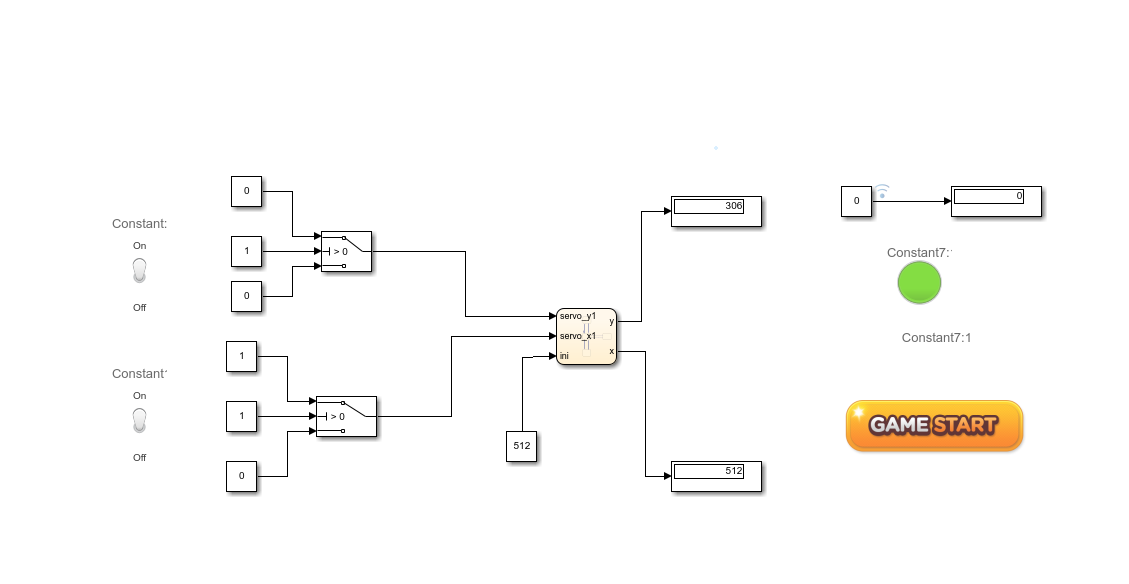 Constant:
On
Off
0
1
0
> 0
Constant'
On
Off
1
1
0
> 0
servo_y1
servo_x1
ini
y
x
512
306
512
0
0
Constant7:
Constant7:1
GAME START